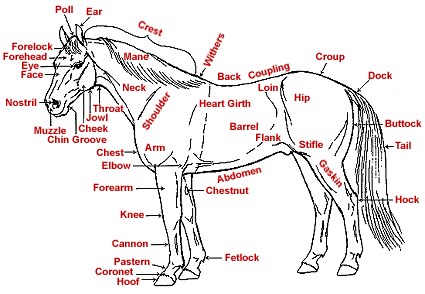 Poll
Ear
Crest
Forelock
Forehead
Eye
Face
Mane
Withers
Back
Coupling
Croup
Dock
Nostril
Neck
Shoulder
Heart Girth
Loin
Hip
Throat
Jowl
Cheek
Muzzle
Chin Groove
Barrel
Flank
Stifle
Buttock
Tail
Chest
Arm
Elbow
Abdomen
Gaskin
Forearm
Chestnut
Hock
Knee
Cannon
Fetlock
Pastern
Coronet
Hoof